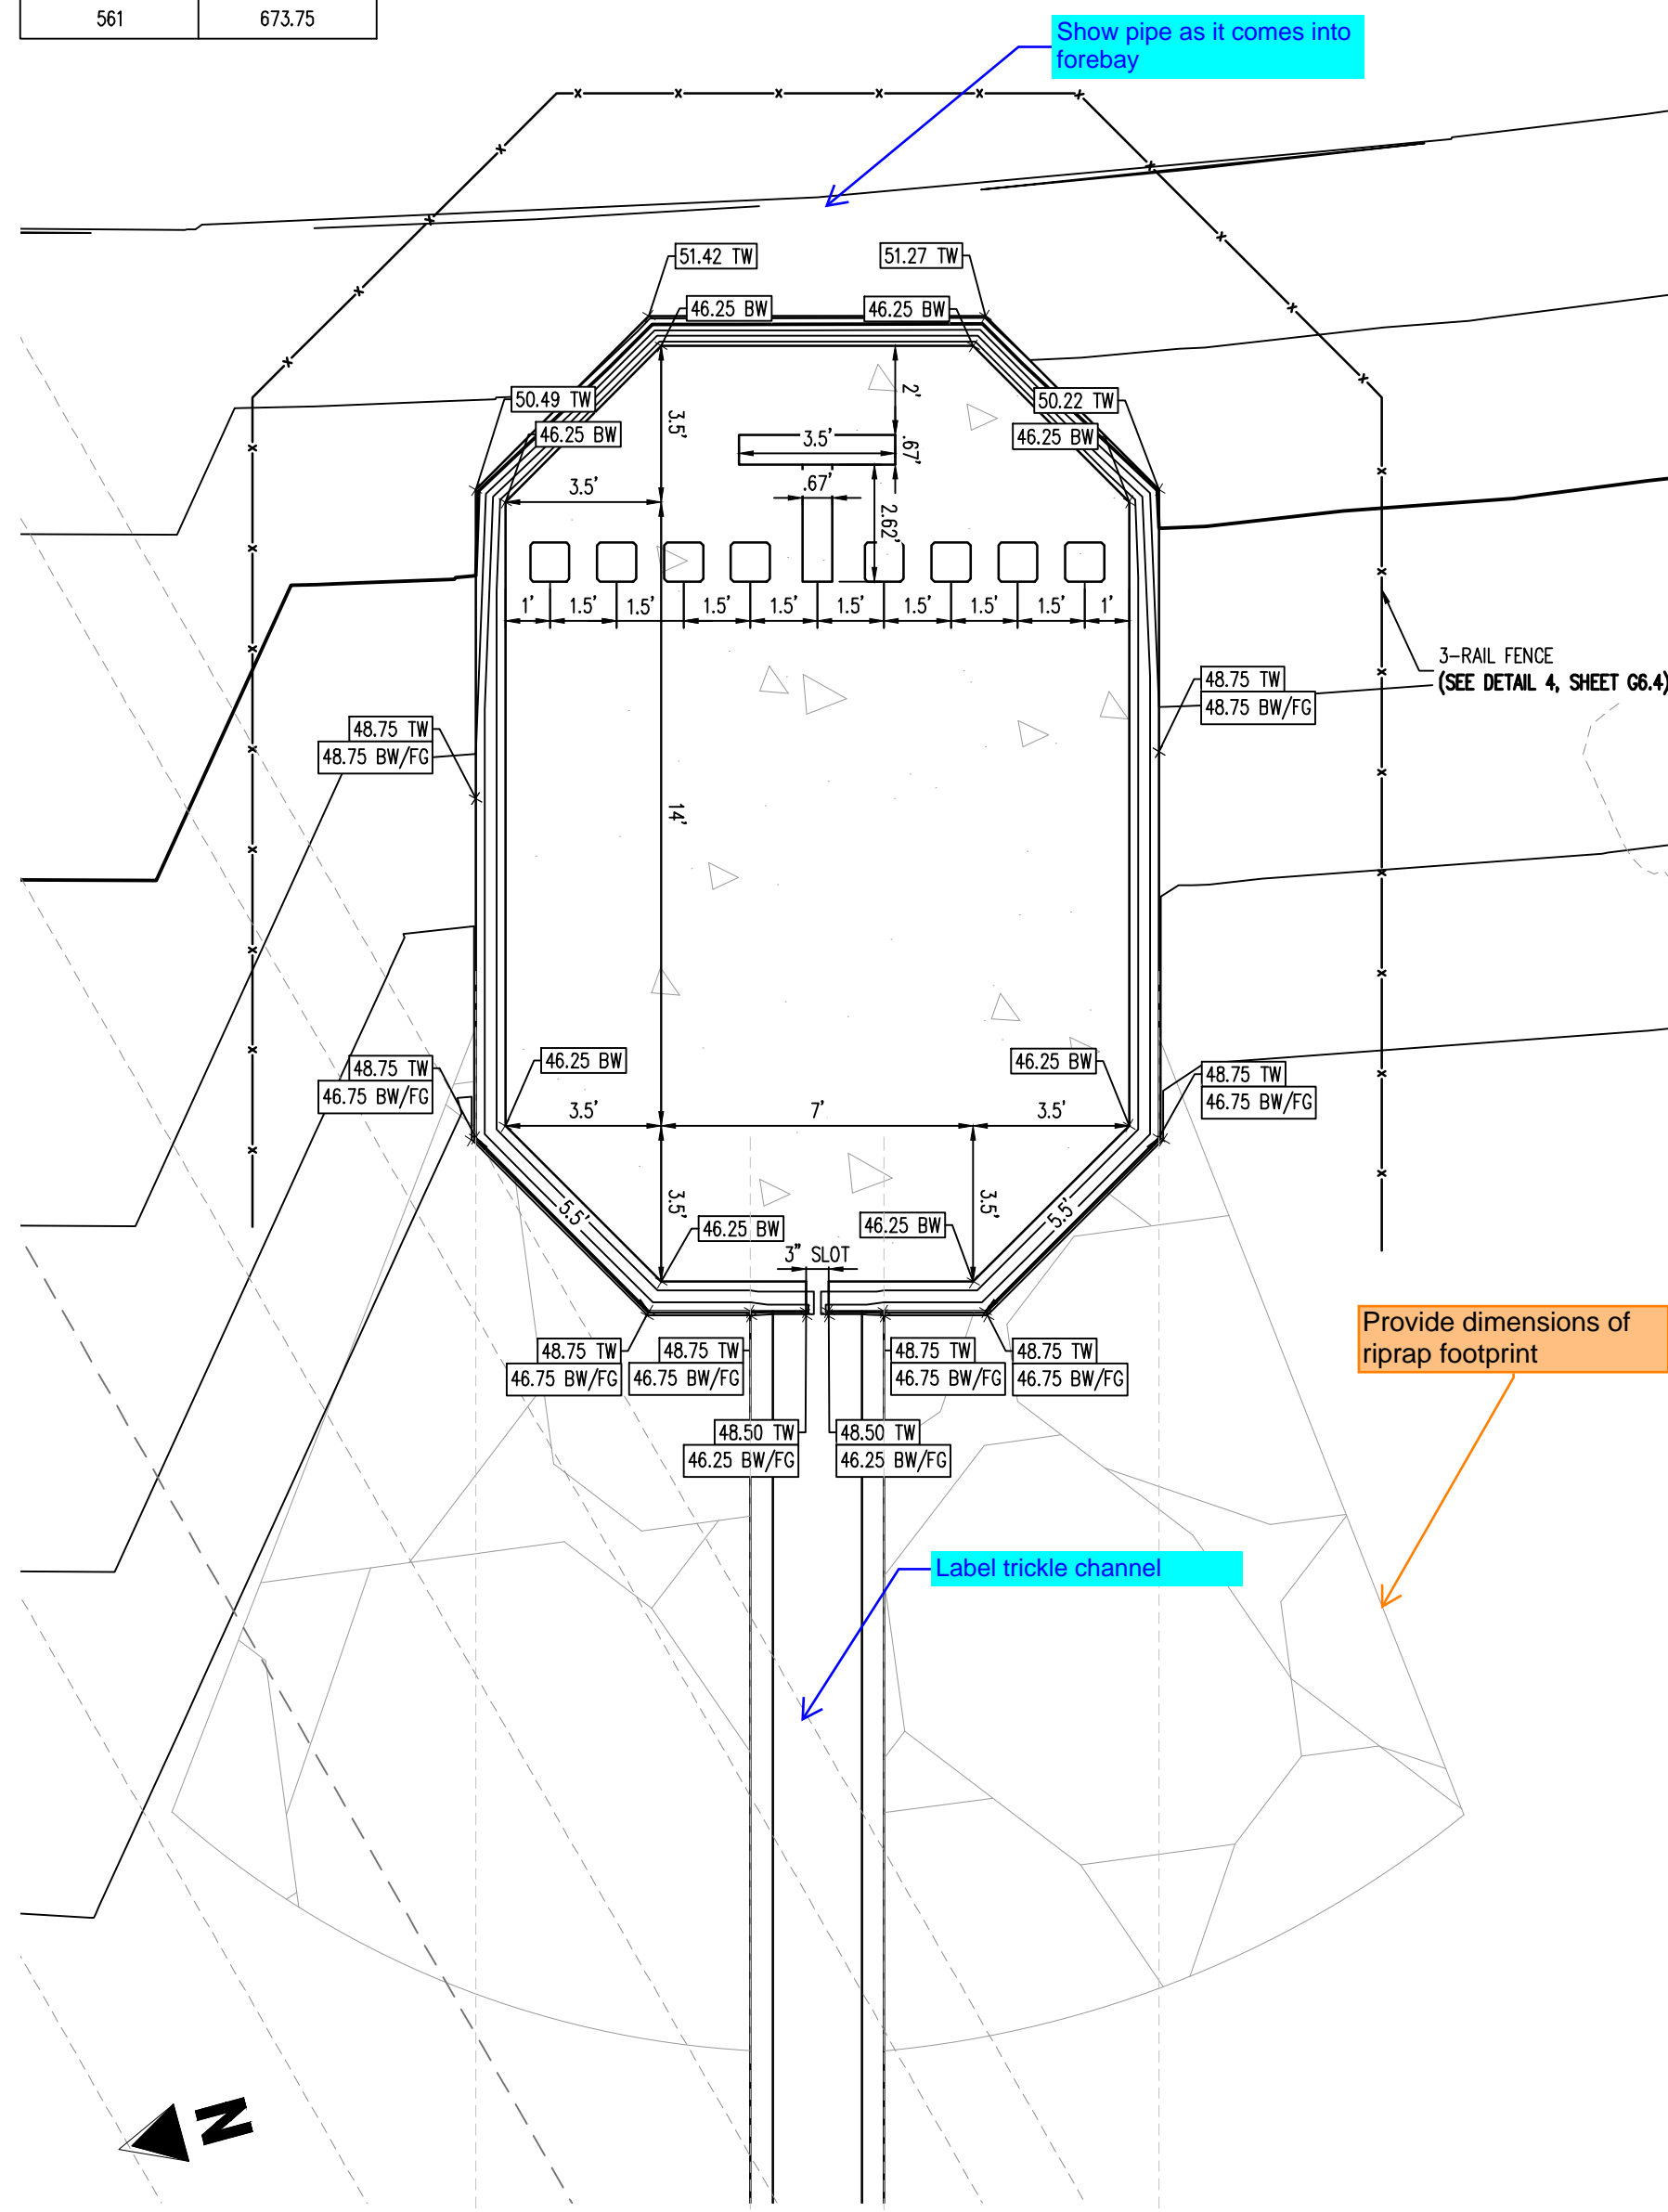 561 673.75
Show pipe as it comes into
forebay
51.42 TW
51.27 TW
46.25 BW
46.25 BW
50.49 TW
50.22 TW
46.25 BW
46.25 BW
3.5'
2'
3.5'
.67'
3.5'
.67'
2.62'
1' 1.5' 1.5' 1.5' 1.5' 1.5' 1.5' 1.5' 1.5' 1'
3-RAIL FENCE
(SEE DETAIL 4, SHEET G6.4)
48.75 TW
48.75 BW/FG
48.75 TW
48.75 BW/FG
14'
46.25 BW
46.25 BW
48.75 TW
46.75 BW/FG
48.75 TW
46.75 BW/FG
3.5' 7' 3.5'
5.5'
3.5'
3.5'
5.5'
46.25 BW
46.25 BW
3" SLOT
48.75 TW
46.75 BW/FG
48.75 TW
46.75 BW/FG
48.75 TW
46.75 BW/FG
48.75 TW
46.75 BW/FG
Provide dimensions of
riprap footprint
48.50 TW
46.25 BW/FG
48.50 TW
46.25 BW/FG
Label trickle channel
N